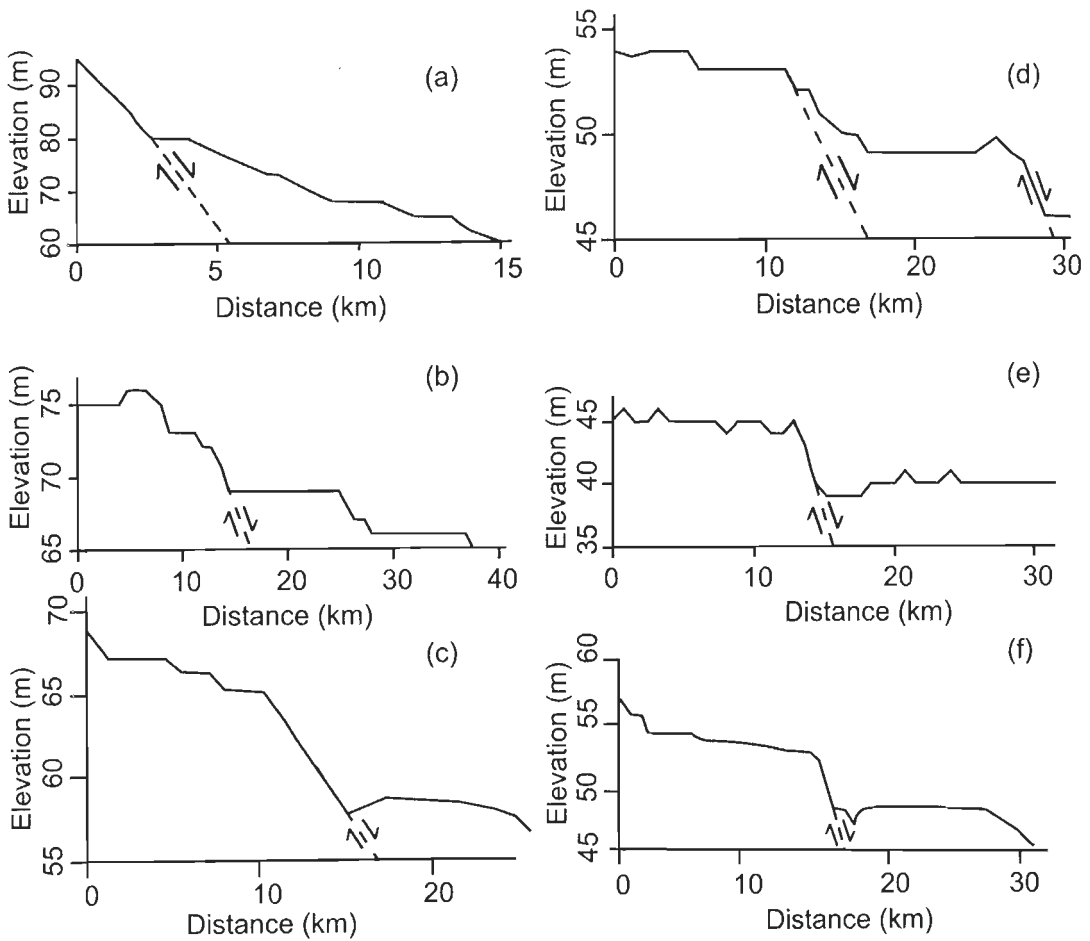 (a)
Elevation (m)
90
80
70
60
0 5 10 15
Distance (km)
(b)
Elevation (m)
75
70
65
0 10 20 30 40
Distance (km)
(c)
Elevation (m)
70
65
60
55
0 10 20
Distance (km)
(d)
Elevation (m)
55
50
45
0 10 20 30
Distance (km)
(e)
Elevation (m)
45
40
35
0 10 20 30
Distance (km)
(f)
Elevation (m)
60
55
50
45
0 10 20 30
Distance (km)